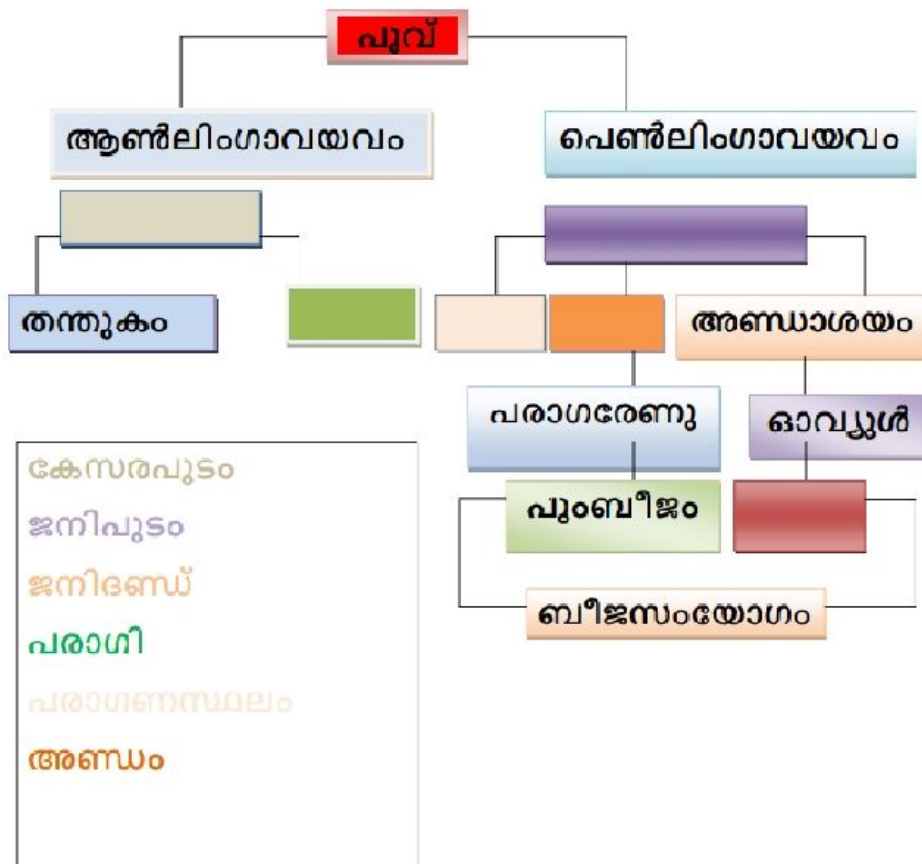 പൂവ്
ആൺലിംഗാവയവം
പെൺലിംഗാവയവം
തന്തുകം
അണ്ഡാശയം
പരാഗരേണു
ഓവ്യുൾ
പുംബീജം
ബീജസംയോഗം
കേസരപുടം
ജനിപുടം
ജനിദണ്ഡ്
പരാഗി
പരാഗണസ്ഥലം
അണ്ഡം